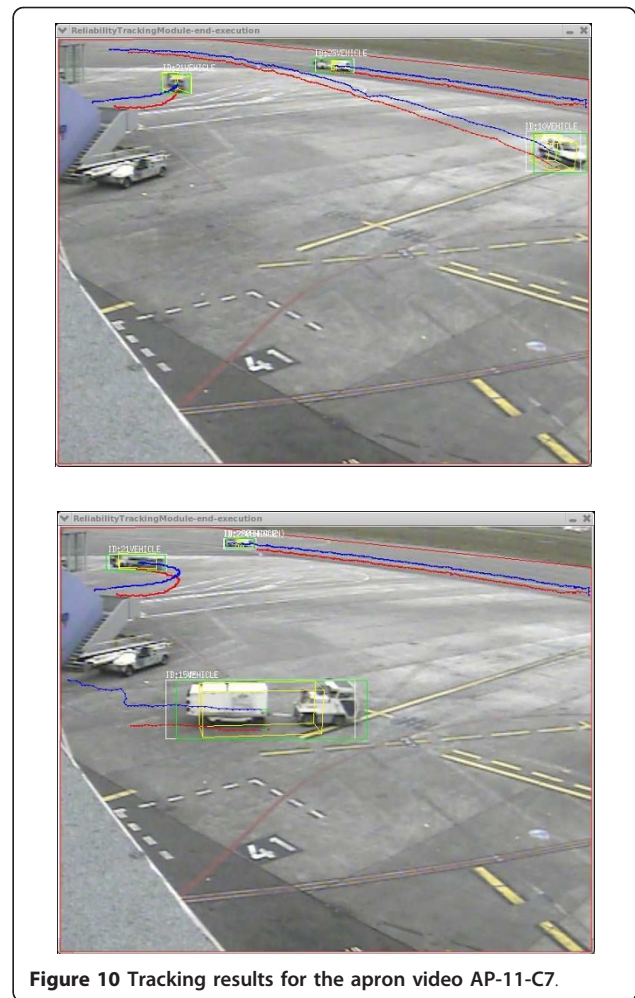 ReliabilityTrackingModule-end-execution
ID:28VEHICLE
ID:21VEHICLE
ID:10VEHICLE
41
ReliabilityTrackingModule-end-execution
ID:21VEHICLE
41
Figure 10 Tracking results for the apron video AP-11-C7.